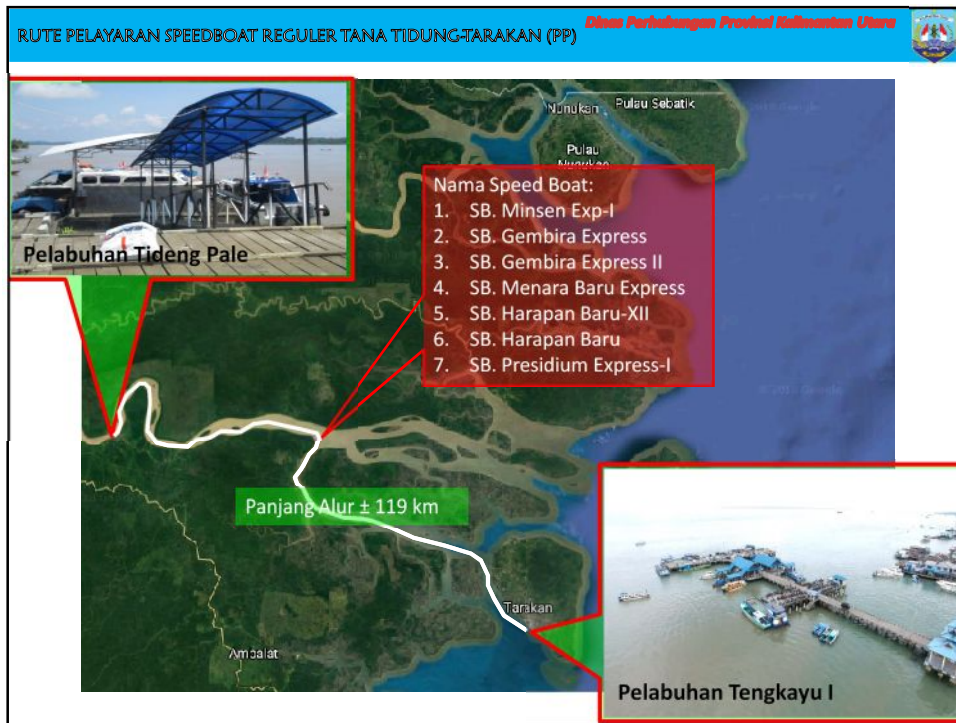 RUTE PELAYARAN SPEEDBOAT REGULER TANA TIDUNG-TARAKAN (PP)
Dinas Perhubungan Provinsi Kalimantan Utara
Nunukan
Pulau Sebatik
Pulau
Nunukan
Pelabuhan Tideng Pale
Nama Speed Boat:
1. SB. Minsen Exp-I
2. SB. Gembira Express
3. SB. Gembira Express II
4. SB. Menara Baru Express
5. SB. Harapan Baru-XII
6. SB. Harapan Baru
7. SB. Presidium Express-I
Panjang Alur ± 119 km
Tarakan
Ambalat
Pelabuhan Tengkayu I